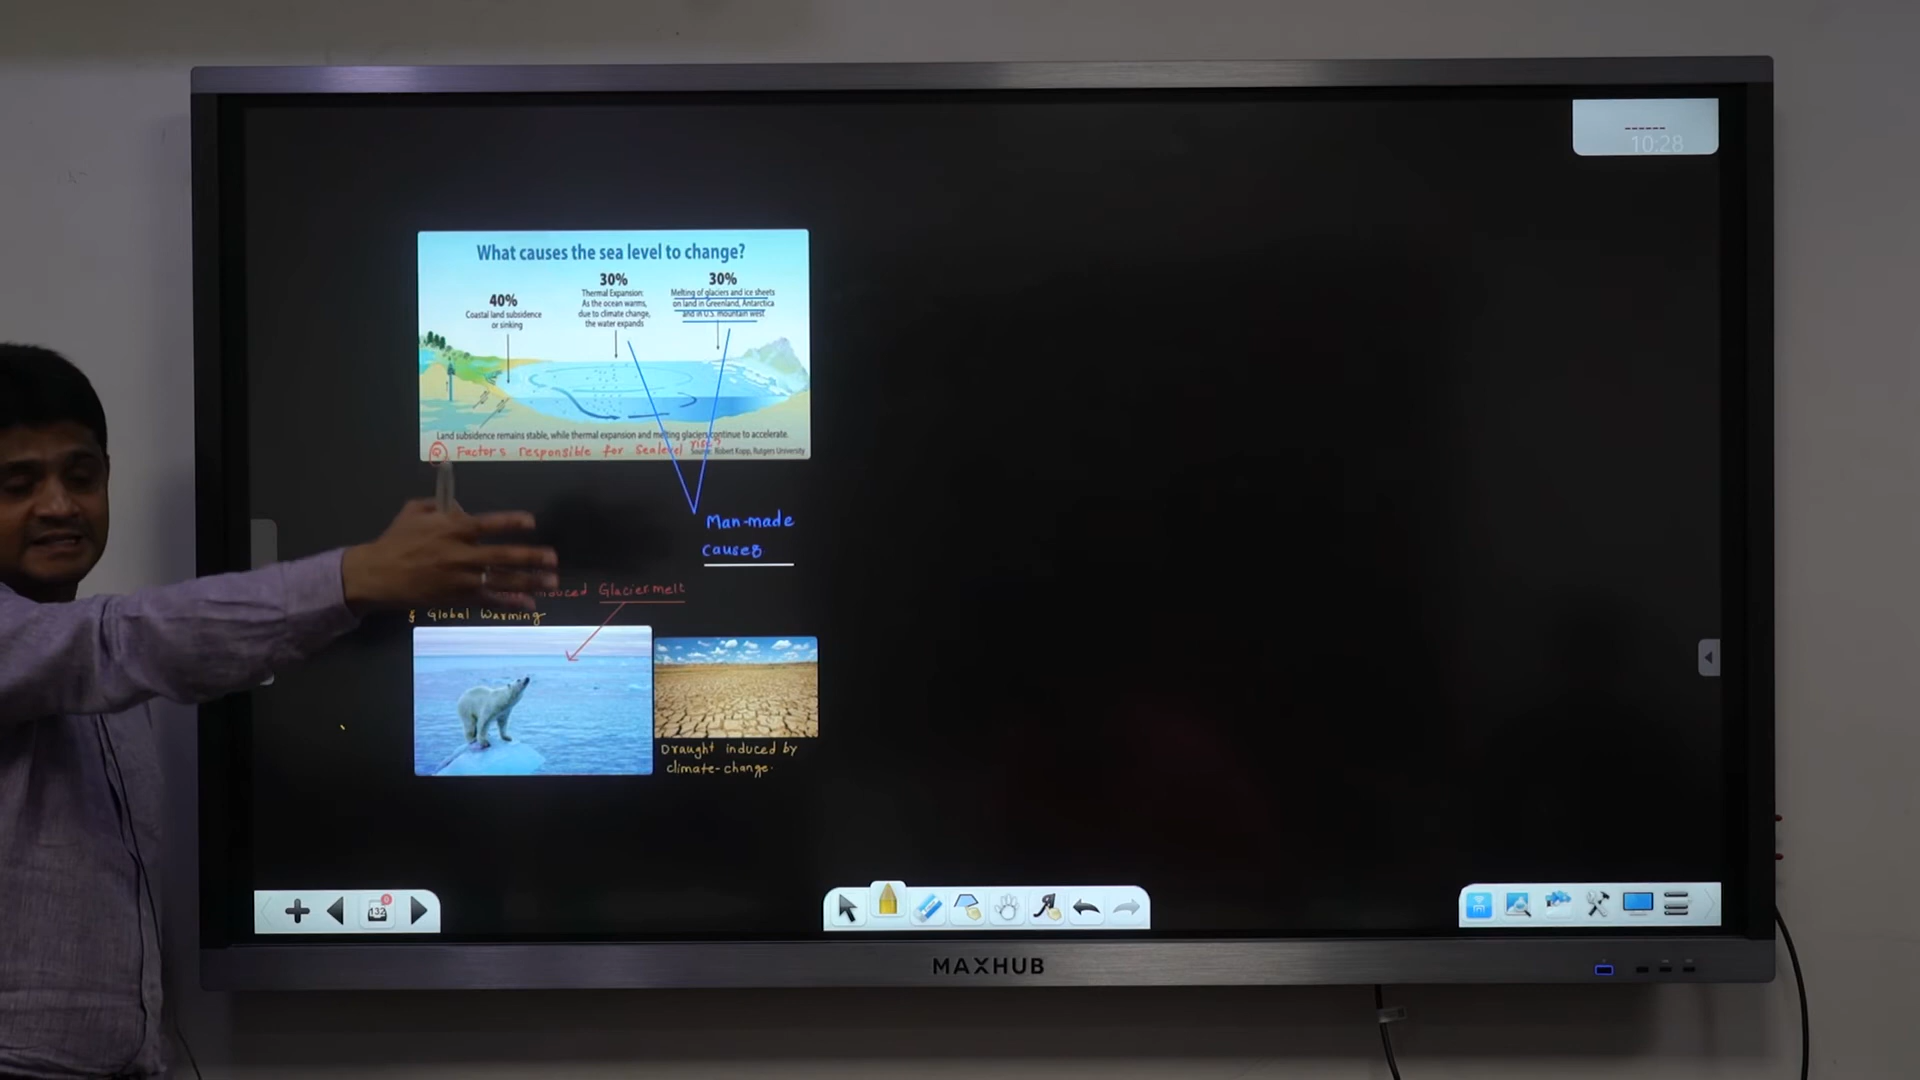 10:28
What causes the sea level to change?
40%
Coastal land subsidence
or sinking
30%
Thermal Expansion:
As the ocean warms,
due to climate change,
the water expands
30%
Melting of glaciers and ice sheets
on land in Greenland, Antarctica
and in U.S. mountain west
Land subsidence remains stable, while thermal expansion and melting glaciers continue to accelerate.
Q Factors responsible for Sealevel rise?
Source: Robert Kopp, Rutgers University
Man-made
causes
Glacier melt
& Global Warming
Draught induced by
climate-change.
132
MAXHUB